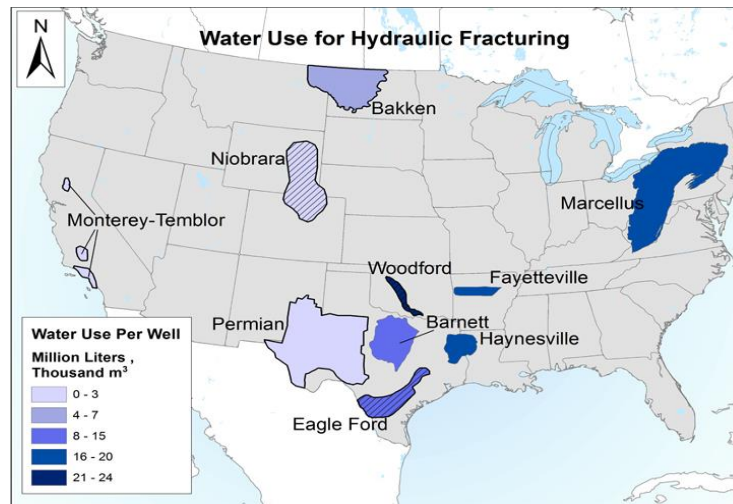 N
Water Use for Hydraulic Fracturing
Bakken
Niobrara
Marcellus
Monterey-Temblor
Woodford
Fayetteville
Permian
Barnett
Haynesville
Eagle Ford
Water Use Per Well
Million Liters ,
Thousand m³
0 - 3
4 - 7
8 - 15
16 - 20
21 - 24